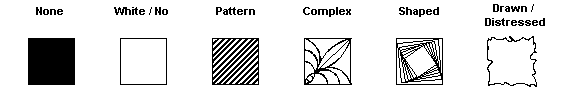 None White / No Pattern Complex Shaped Drawn /
Distressed